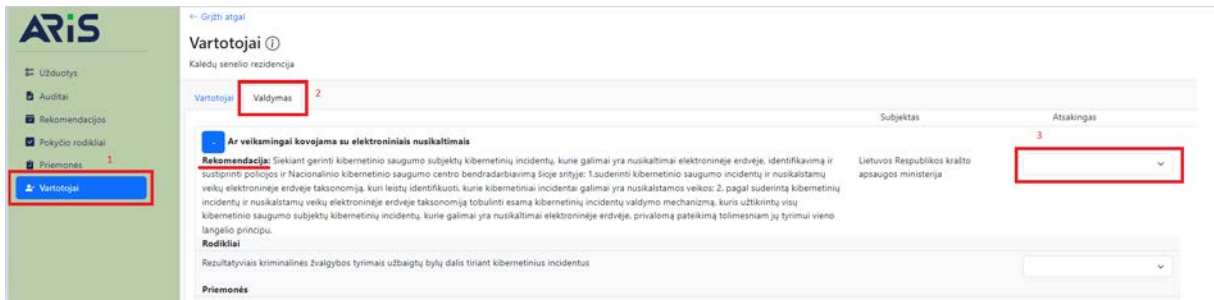 ARiS
← Grįžti atgal
Vartotojai ⓘ
Kalėdų senelio rezidencija
Užduotys
Auditai
Rekomendacijos
Pokyčio rodikliai
Priemonės 1
Vartotojai
Vartotojai Valdymas 2
Subjektas Atsakingas
3
- Ar veiksmingai kovojama su elektroniniais nusikaltimais
Rekomendacija: Siekiant gerinti kibernetinio saugumo subjektų kibernetinių incidentų, kurie galimai yra nusikaltimai elektroninėje erdvėje, identifikavimą ir
sustiprinti policijos ir Nacionalinio kibernetinio saugumo centro bendradarbiavimą šioje srityje: 1.suderinti kibernetinio saugumo incidentų ir nusikalstamų
veikų elektroninėje erdvėje taksonomiją, kuri leistų identifikuoti, kurie kibernetiniai incidentai galimai yra nusikalstamos veikos; 2. pagal suderintą kibernetinių
incidentų ir nusikalstamų veikų elektroninėje erdvėje taksonomiją tobulinti esamą kibernetinių incidentų valdymo mechanizmą, kuris užtikrintų visų
kibernetinio saugumo subjektų kibernetinių incidentų, kurie galimai yra nusikaltimai elektroninėje erdvėje, privalomą pateikimą tolimesniam jų tyrimui vieno
langelio principu.
Lietuvos Respublikos krašto
apsaugos ministerija
Rodikliai
Rezultatyviais kriminalinės žvalgybos tyrimais užbaigtų bylų dalis tiriant kibernetinius incidentus
Priemonės